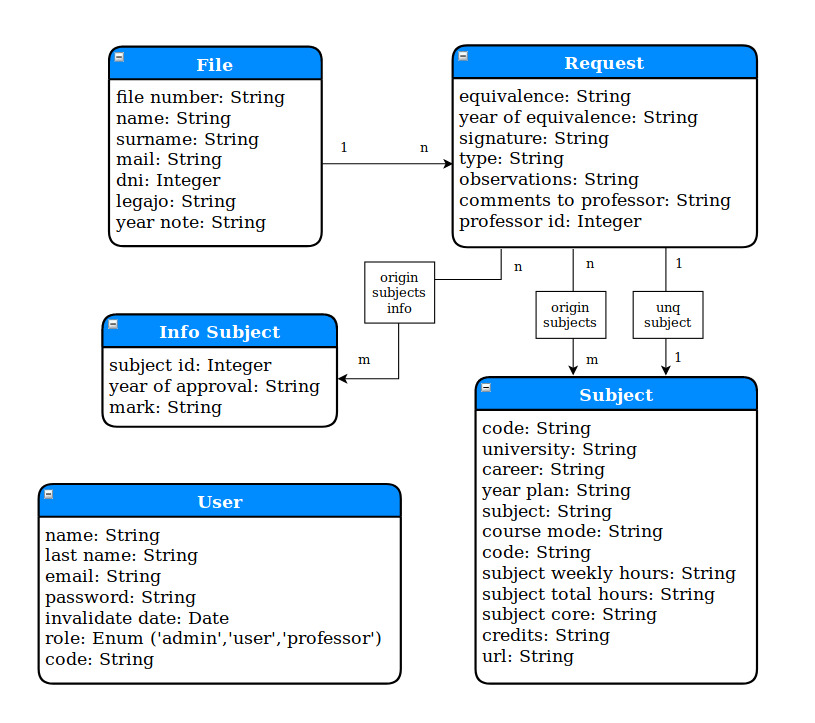 File
file number: String
name: String
surname: String
mail: String
dni: Integer
legajo: String
year note: String
1
n
Request
equivalence: String
year of equivalence: String
signature: String
type: String
observations: String
comments to professor: String
professor id: Integer
n
origin
subjects
info
m
n
origin
subjects
m
1
unq
subject
1
Info Subject
subject id: Integer
year of approval: String
mark: String
Subject
code: String
university: String
career: String
year plan: String
subject: String
course mode: String
code: String
subject weekly hours: String
subject total hours: String
subject core: String
credits: String
url: String
User
name: String
last name: String
email: String
password: String
invalidate date: Date
role: Enum ('admin','user','professor')
code: String